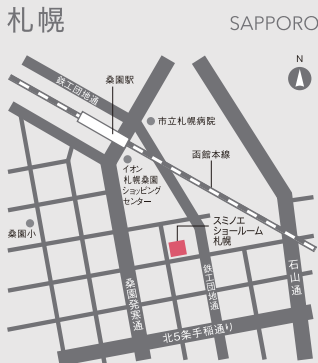 札幌
SAPPORO
N
桑園駅
鉄工団地通
市立札幌病院
函館本線
イオン
札幌桑園
ショッピング
センター
桑園小
スミノエ
ショールーム
札幌
鉄工団地通
石山通
桑園発寒通
北5条手稲通り